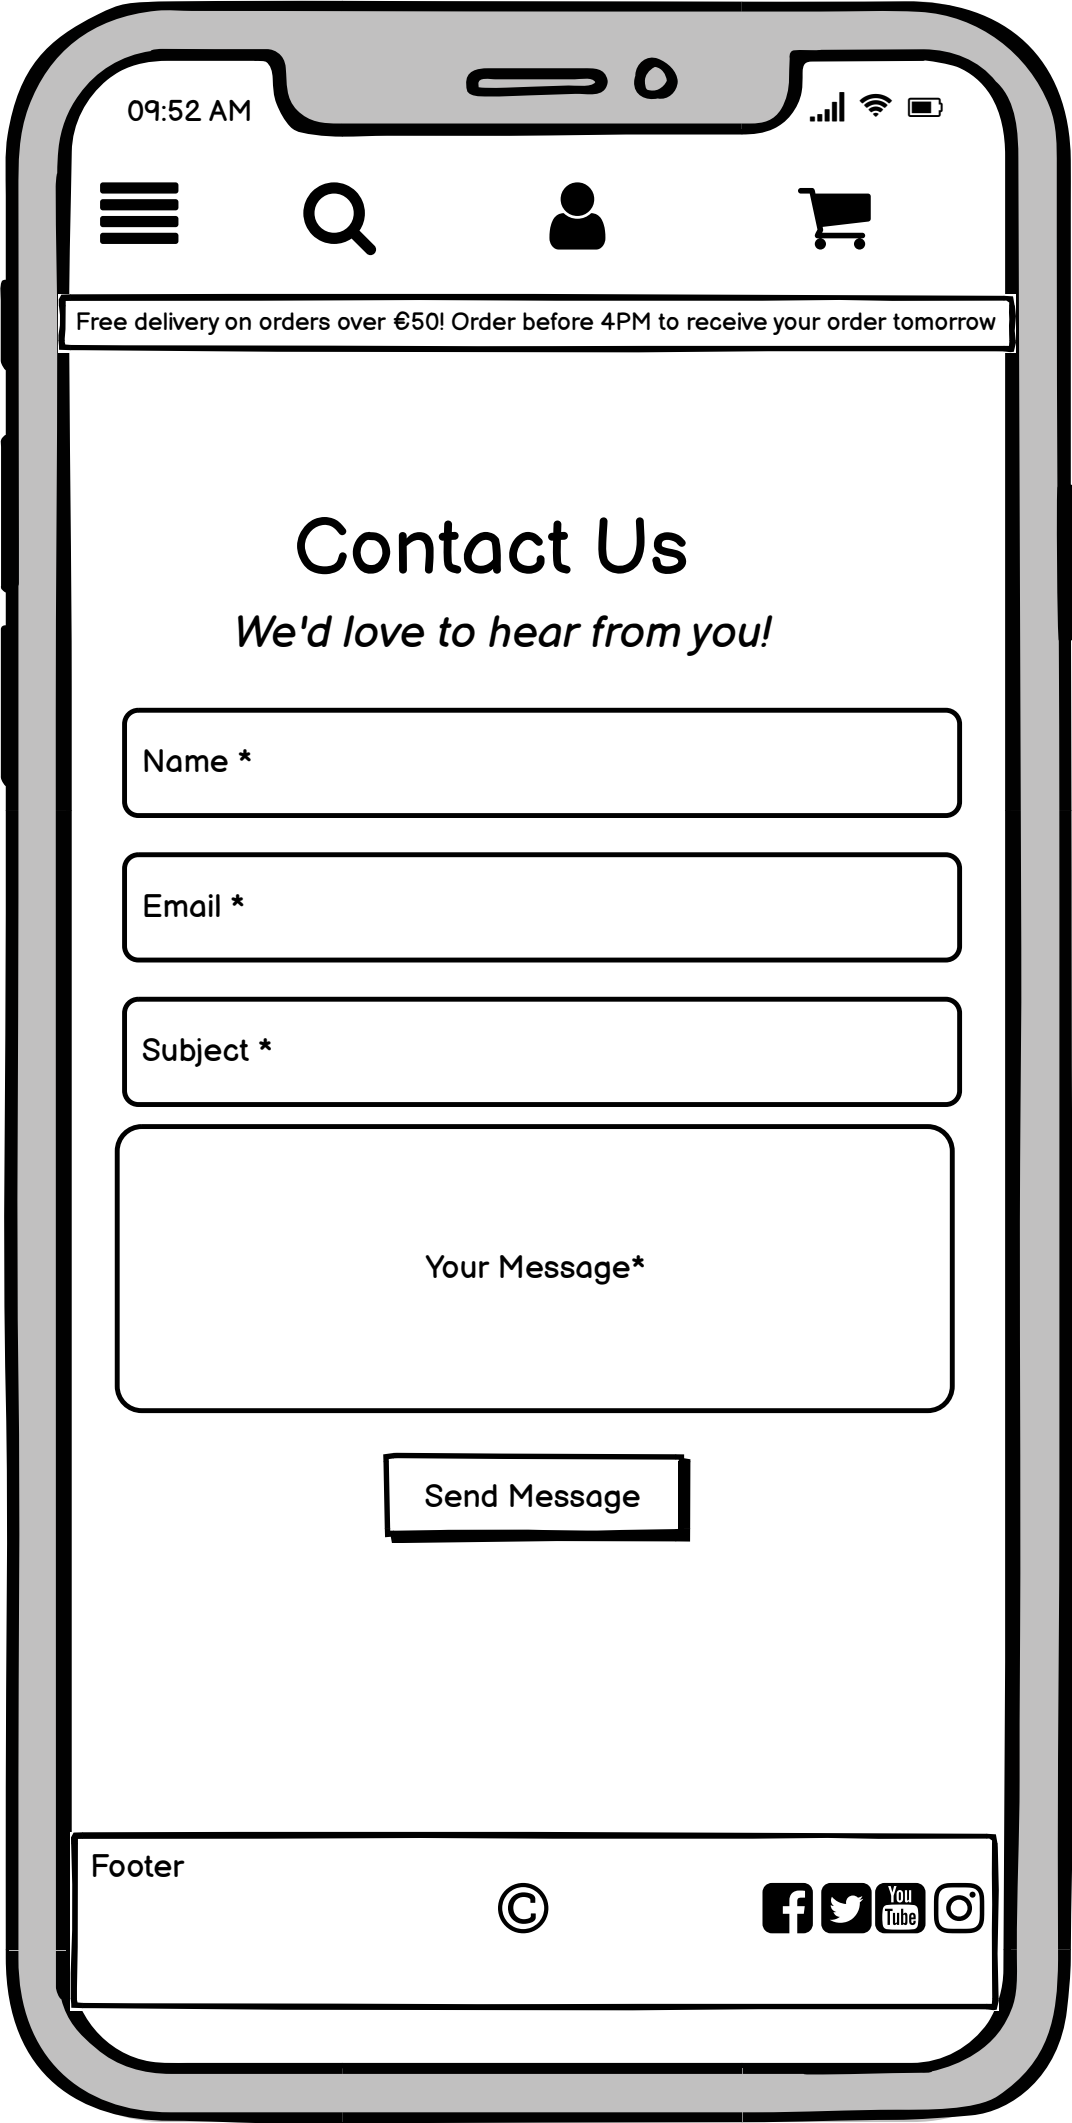 09:52 AM
Free delivery on orders over €50! Order before 4PM to receive your order tomorrow
Contact Us
We'd love to hear from you!
Name *
Email *
Subject *
Your Message*
Send Message
Footer
©
You
Tube